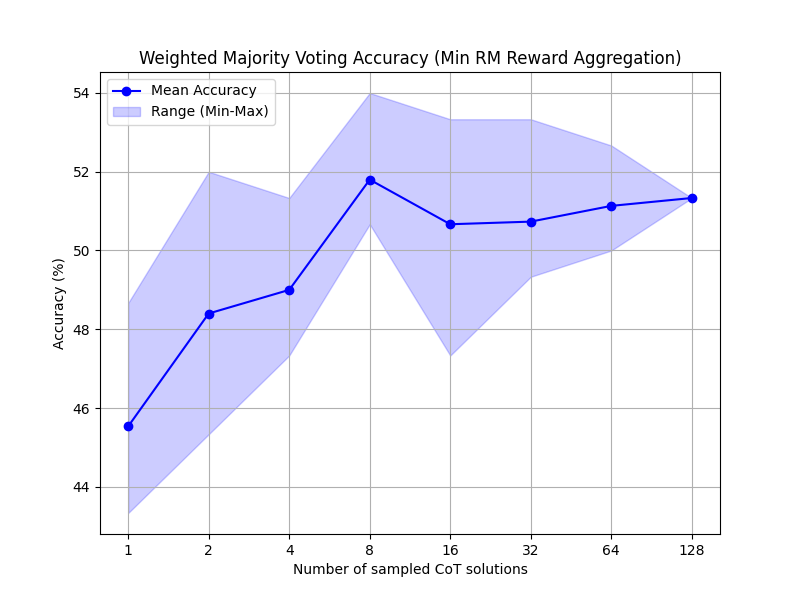 Weighted Majority Voting Accuracy (Min RM Reward Aggregation)
Mean Accuracy
Range (Min-Max)
Accuracy (%)
54
52
50
48
46
44
1 2 4 8 16 32 64 128
Number of sampled CoT solutions